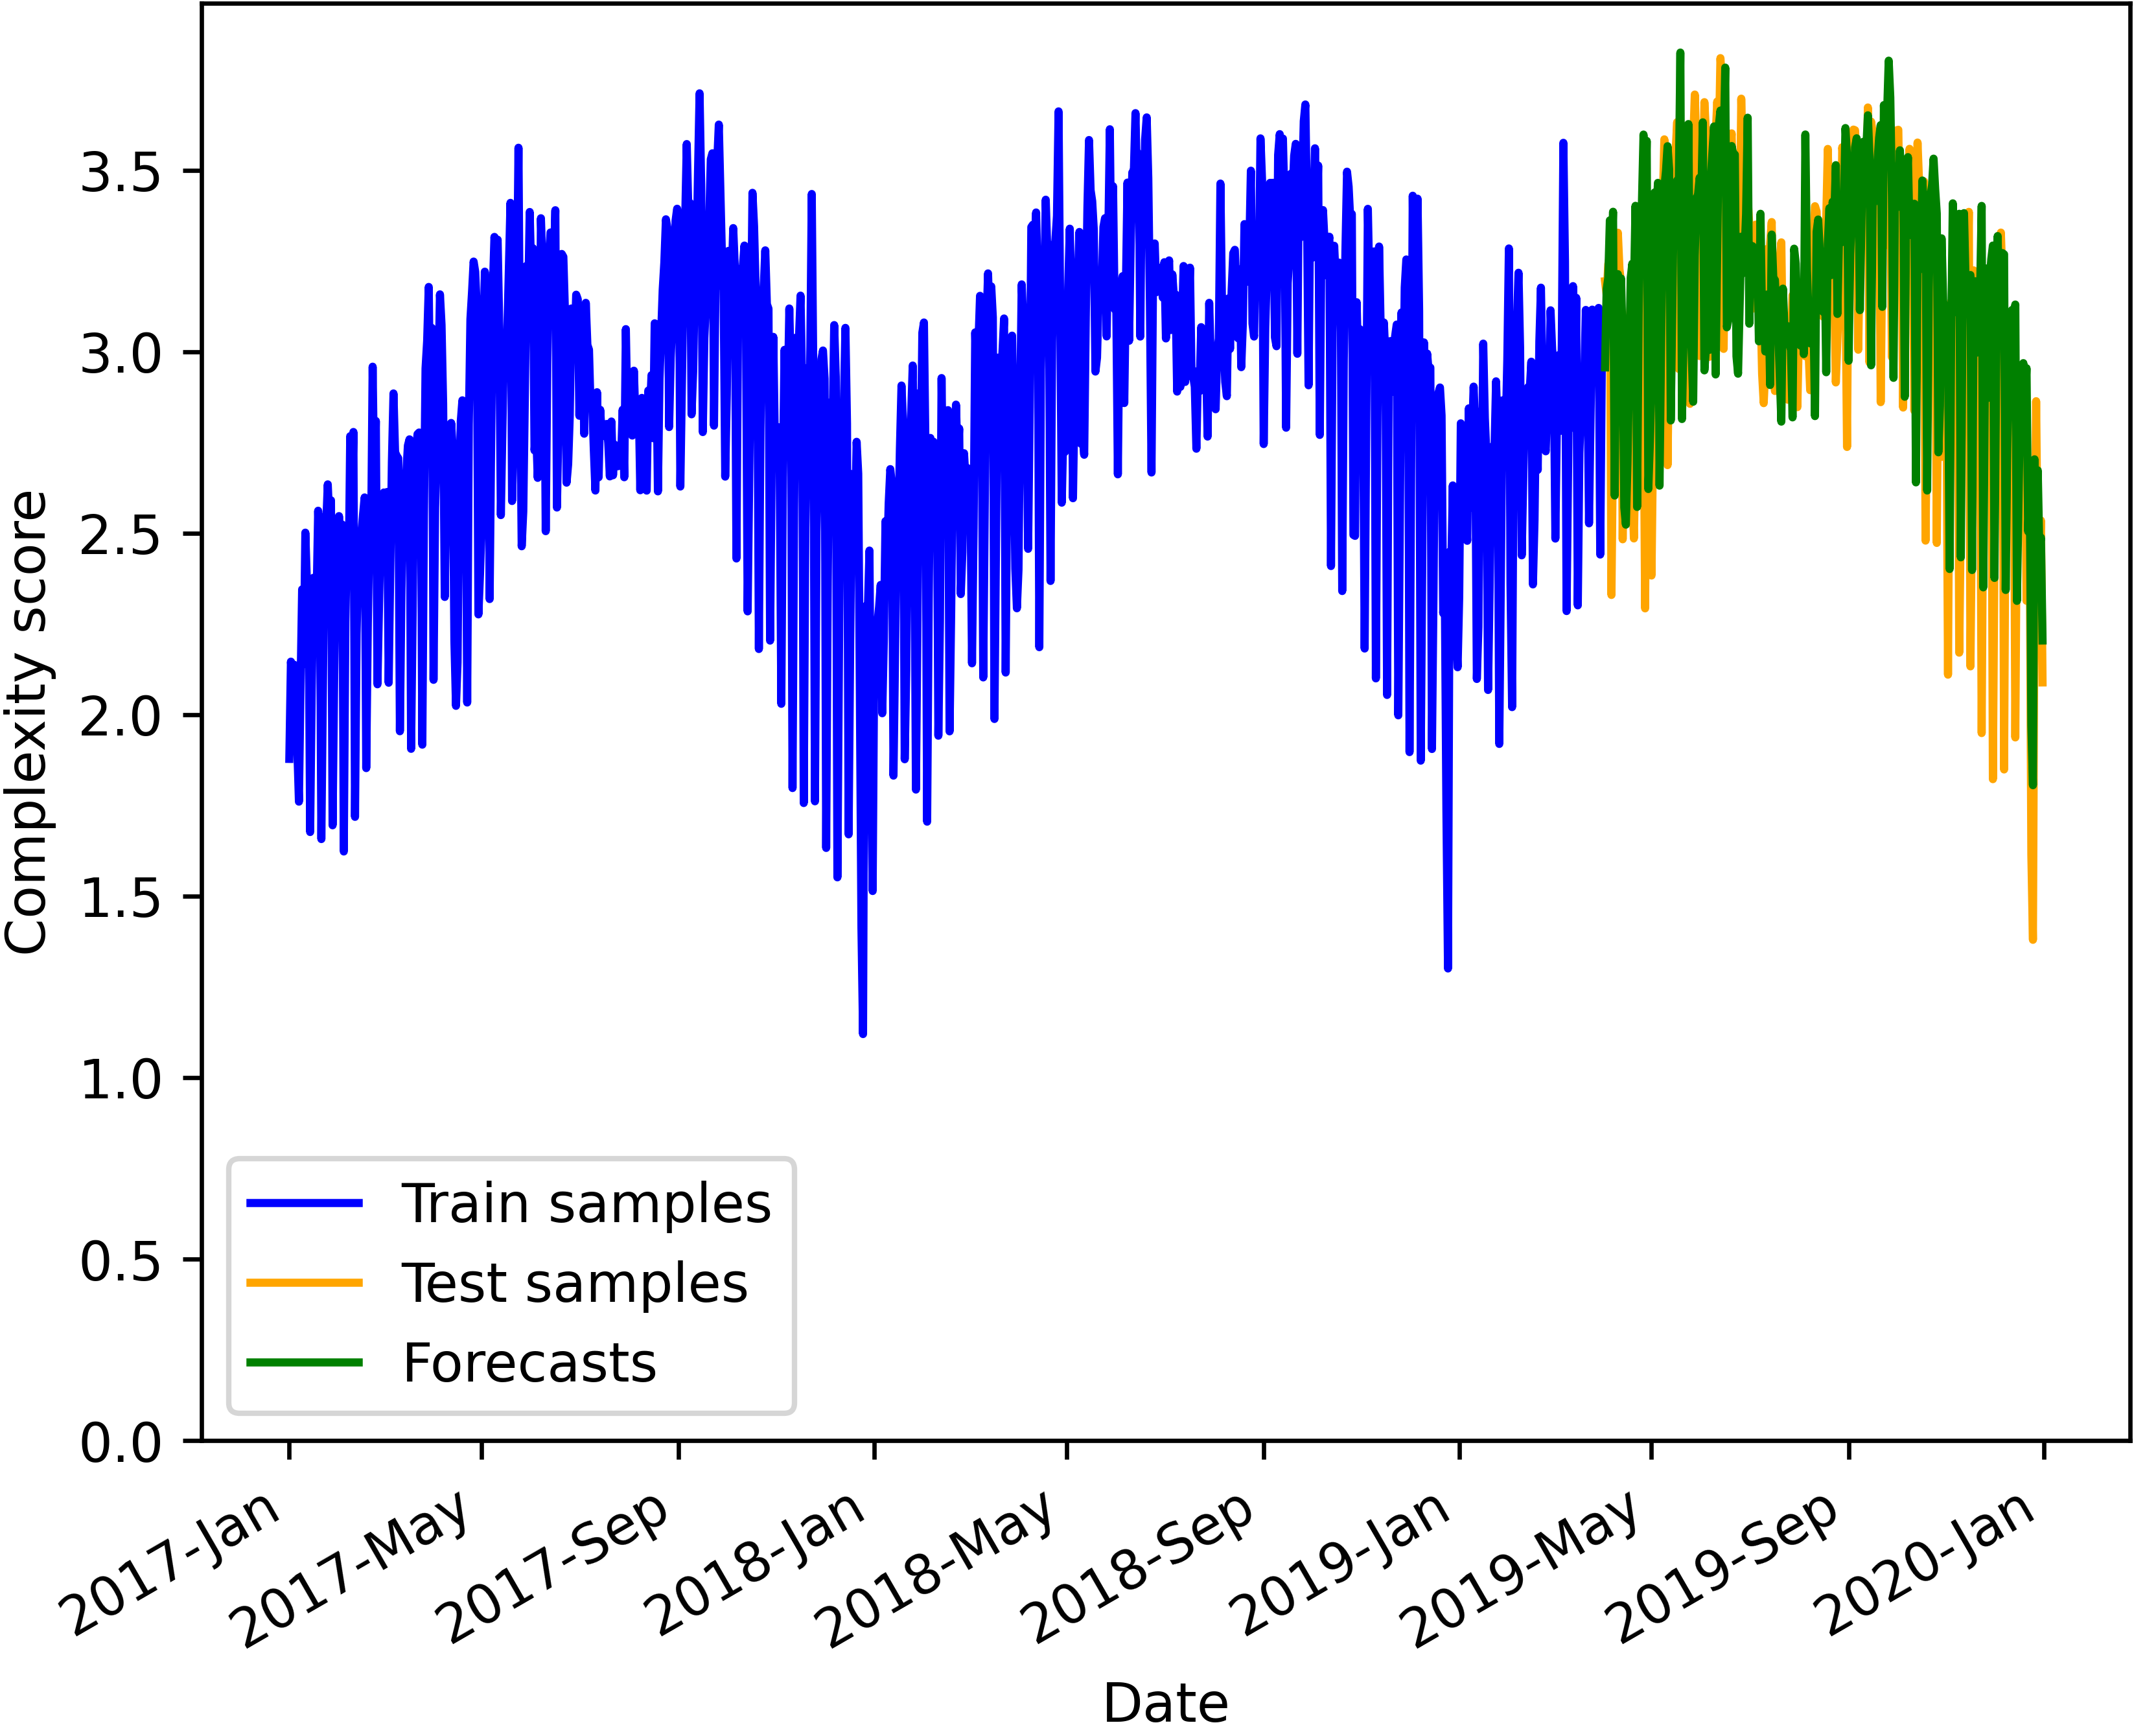 Complexity score
3.5
3.0
2.5
2.0
1.5
1.0
0.5
0.0
Train samples
Test samples
Forecasts
2017-Jan
2017-May
2017-Sep
2018-Jan
2018-May
2018-Sep
2019-Jan
2019-May
2019-Sep
2020-Jan
Date